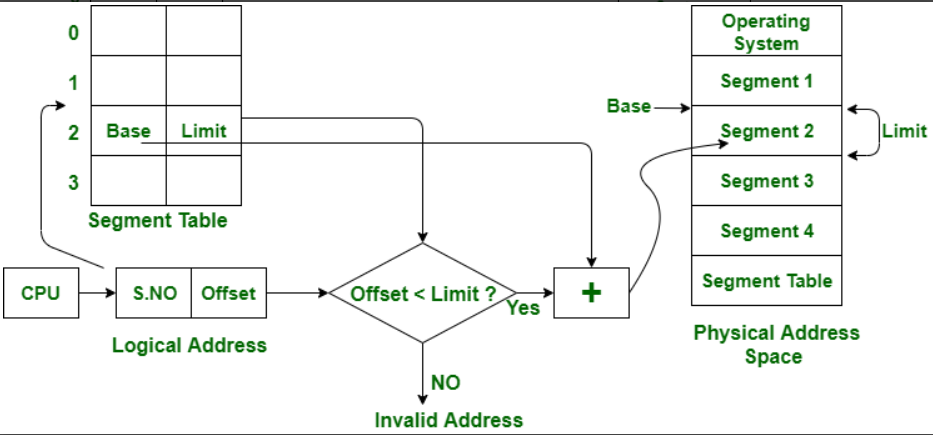 0
1
2
3
Base
Limit
Segment Table
CPU
S.NO
Offset
Logical Address
Offset < Limit ?
Yes
NO
Invalid Address
+
Operating
System
Segment 1
Base
Segment 2
Limit
Segment 3
Segment 4
Segment Table
Physical Address
Space